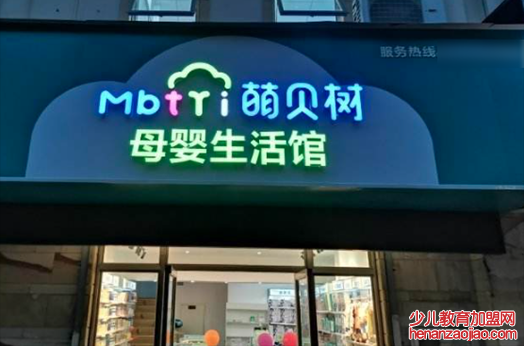 服务热线
Mbtri 萌贝树
母婴生活馆
少儿教育加盟网
henanzaojiao.com